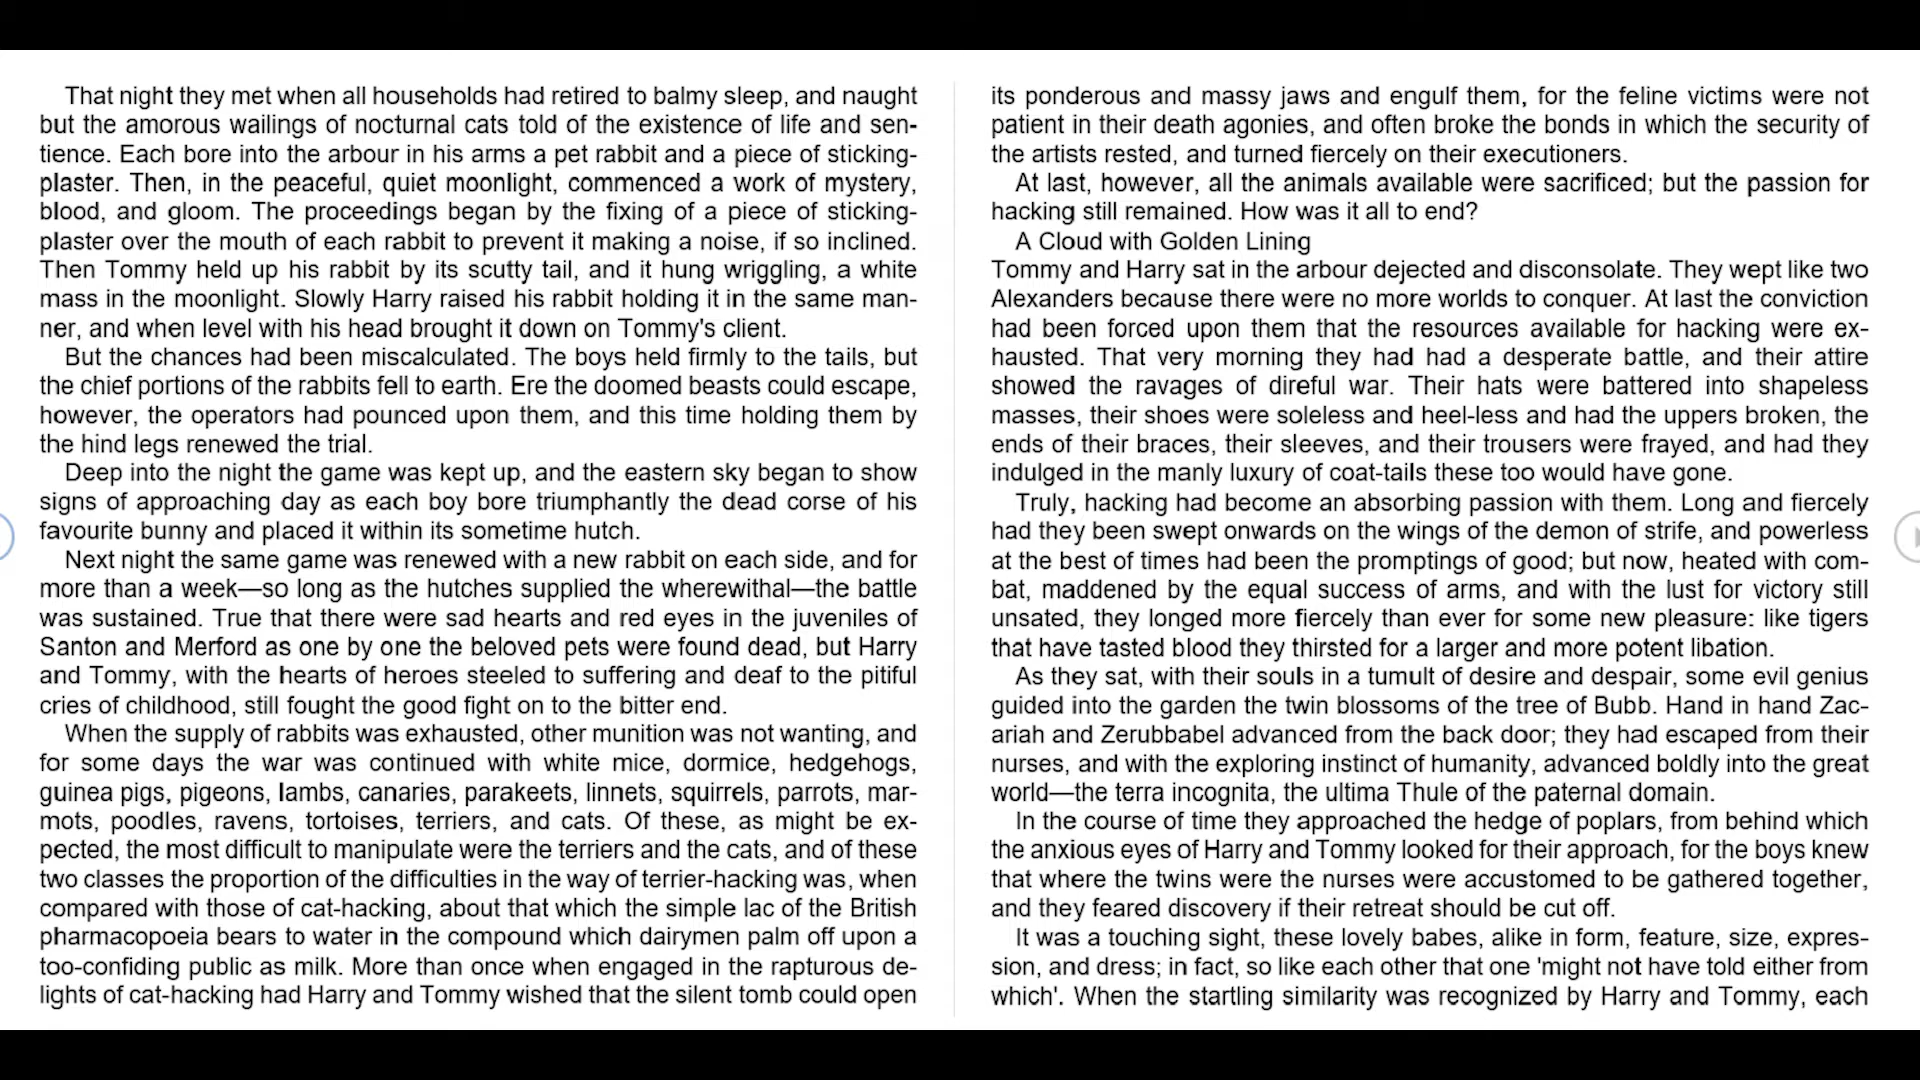 That night they met when all households had retired to balmy sleep, and naught
but the amorous wailings of nocturnal cats told of the existence of life and sen-
tience. Each bore into the arbour in his arms a pet rabbit and a piece of sticking-
plaster. Then, in the peaceful, quiet moonlight, commenced a work of mystery,
blood, and gloom. The proceedings began by the fixing of a piece of sticking-
plaster over the mouth of each rabbit to prevent it making a noise, if so inclined.
Then Tommy held up his rabbit by its scutty tail, and it hung wriggling, a white
mass in the moonlight. Slowly Harry raised his rabbit holding it in the same man-
ner, and when level with his head brought it down on Tommy's client.
But the chances had been miscalculated. The boys held firmly to the tails, but
the chief portions of the rabbits fell to earth. Ere the doomed beasts could escape,
however, the operators had pounced upon them, and this time holding them by
the hind legs renewed the trial.
Deep into the night the game was kept up, and the eastern sky began to show
signs of approaching day as each boy bore triumphantly the dead corse of his
favourite bunny and placed it within its sometime hutch.
Next night the same game was renewed with a new rabbit on each side, and for
more than a week—so long as the hutches supplied the wherewithal—the battle
was sustained. True that there were sad hearts and red eyes in the juveniles of
Santon and Merford as one by one the beloved pets were found dead, but Harry
and Tommy, with the hearts of heroes steeled to suffering and deaf to the pitiful
cries of childhood, still fought the good fight on to the bitter end.
When the supply of rabbits was exhausted, other munition was not wanting, and
for some days the war was continued with white mice, dormice, hedgehogs,
guinea pigs, pigeons, lambs, canaries, parakeets, linnets, squirrels, parrots, mar-
mots, poodles, ravens, tortoises, terriers, and cats. Of these, as might be ex-
pected, the most difficult to manipulate were the terriers and the cats, and of these
two classes the proportion of the difficulties in the way of terrier-hacking was, when
compared with those of cat-hacking, about that which the simple lac of the British
pharmacopoeia bears to water in the compound which dairymen palm off upon a
too-confiding public as milk. More than once when engaged in the rapturous de-
lights of cat-hacking had Harry and Tommy wished that the silent tomb could open
its ponderous and massy jaws and engulf them, for the feline victims were not
patient in their death agonies, and often broke the bonds in which the security of
the artists rested, and turned fiercely on their executioners.
At last, however, all the animals available were sacrificed; but the passion for
hacking still remained. How was it all to end?
A Cloud with Golden Lining
Tommy and Harry sat in the arbour dejected and disconsolate. They wept like two
Alexanders because there were no more worlds to conquer. At last the conviction
had been forced upon them that the resources available for hacking were ex-
hausted. That very morning they had had a desperate battle, and their attire
showed the ravages of direful war. Their hats were battered into shapeless
masses, their shoes were soleless and heel-less and had the uppers broken, the
ends of their braces, their sleeves, and their trousers were frayed, and had they
indulged in the manly luxury of coat-tails these too would have gone.
Truly, hacking had become an absorbing passion with them. Long and fiercely
had they been swept onwards on the wings of the demon of strife, and powerless
at the best of times had been the promptings of good; but now, heated with com-
bat, maddened by the equal success of arms, and with the lust for victory still
unsated, they longed more fiercely than ever for some new pleasure: like tigers
that have tasted blood they thirsted for a larger and more potent libation.
As they sat, with their souls in a tumult of desire and despair, some evil genius
guided into the garden the twin blossoms of the tree of Bubb. Hand in hand Zac-
ariah and Zerubbabel advanced from the back door; they had escaped from their
nurses, and with the exploring instinct of humanity, advanced boldly into the great
world—the terra incognita, the ultima Thule of the paternal domain.
In the course of time they approached the hedge of poplars, from behind which
the anxious eyes of Harry and Tommy looked for their approach, for the boys knew
that where the twins were the nurses were accustomed to be gathered together,
and they feared discovery if their retreat should be cut off.
It was a touching sight, these lovely babes, alike in form, feature, size, expres-
sion, and dress; in fact, so like each other that one 'might not have told either from
which'. When the startling similarity was recognized by Harry and Tommy, each